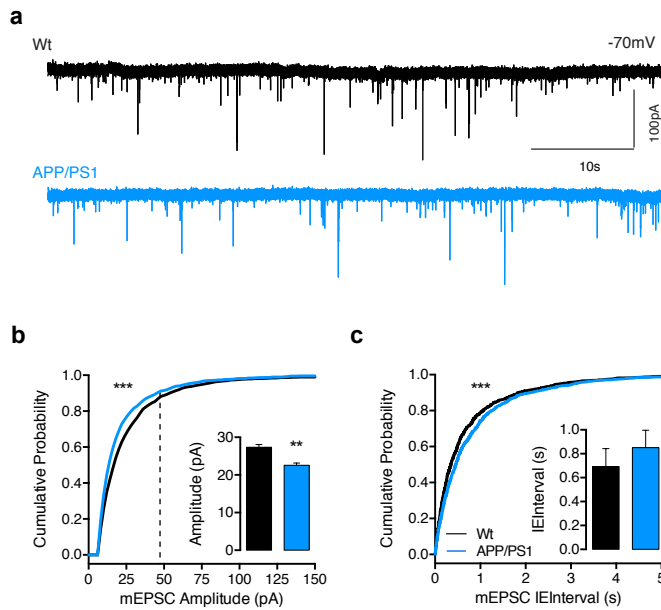 a
Wt
-70mV
100pA
10s
APP/PS1
b
***
Cumulative Probability
1.0
0.8
0.6
0.4
0.2
0.0
0 25 50 75 100 125 150
mEPSC Amplitude (pA)
Amplitude (pA)
30
20
10
0
**
c
***
Cumulative Probability
1.0
0.8
0.6
0.4
0.2
0.0
0 1 2 3 4 5
mEPSC IEInterval (s)
Wt
APP/PS1
IEInterval (s)
1.0
0.8
0.6
0.4
0.2
0.0